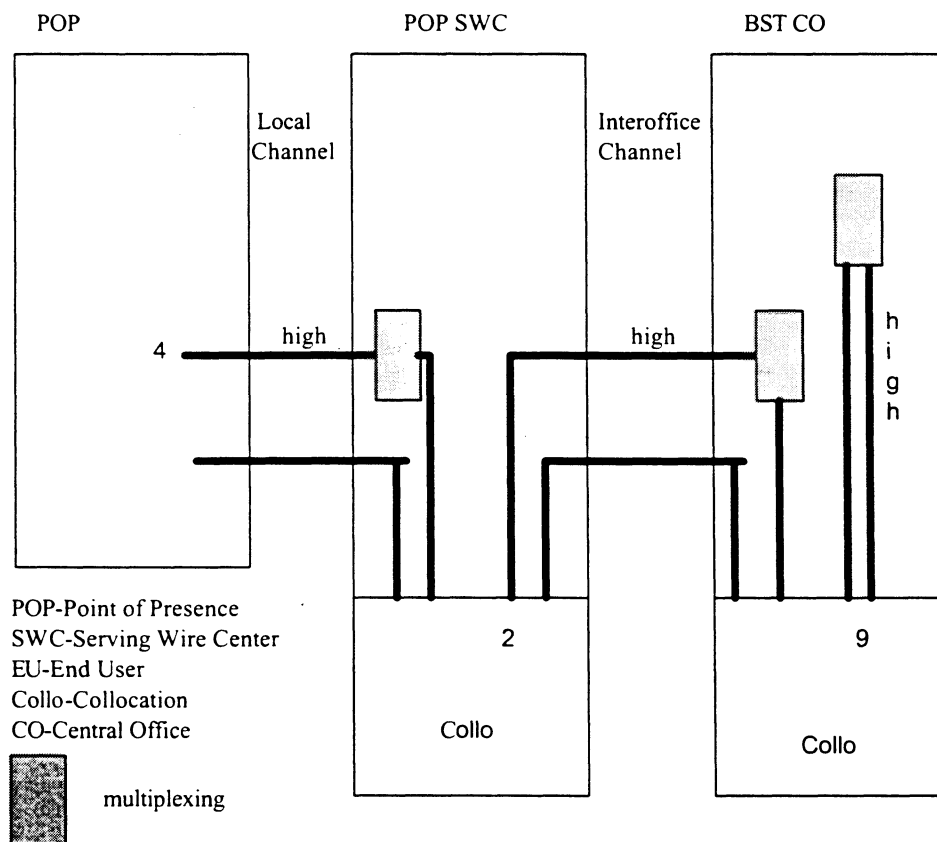 POP
POP SWC
BST CO
Local
Channel
Interoffice
Channel
4
high
high
high
POP-Point of Presence
SWC-Serving Wire Center
EU-End User
Collo-Collocation
CO-Central Office
2
9
Collo
Collo
multiplexing